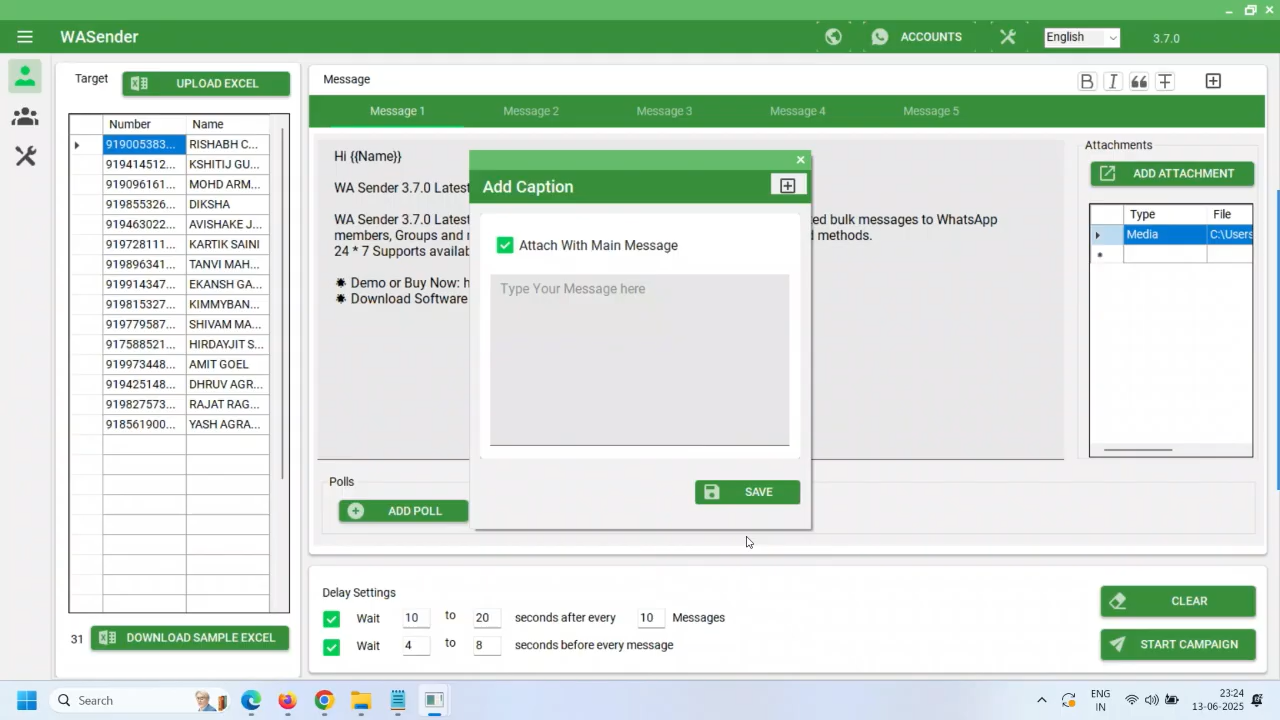 WASender
ACCOUNTS
English
3.7.0
Target
UPLOAD EXCEL
Number Name
919005383... RISHABH C...
919414512... KSHITIJ GU...
919096161... MOHD ARM...
919855326... DIKSHA
919463022... AVISHAKE J...
919728111... KARTIK SAINI
919896341... TANVI MAH...
919914347... EKANSH GA...
919815327... KIMMYBAN...
919779587... SHIVAM MA...
917588521... HIRDAYJIT S...
919973448... AMIT GOEL
919425148... DHRUV AGR...
919827573... RAJAT RAG...
918561900... YASH AGRA...
31
DOWNLOAD SAMPLE EXCEL
Message
B I
Message 1 Message 2 Message 3 Message 4 Message 5
Hi {{Name}}
WA Sender 3.7.0 Latest
WA Sender 3.7.0 Latest ed bulk messages to WhatsApp
members, Groups and methods.
24 * 7 Supports availab
Demo or Buy Now: h
Download Software
Add Caption
Attach With Main Message
Type Your Message here
SAVE
Attachments
ADD ATTACHMENT
Type File
Media C:\Users
Polls
ADD POLL
Delay Settings
Wait 10 to 20 seconds after every 10 Messages
Wait 4 to 8 seconds before every message
CLEAR
START CAMPAIGN
Search
ENG
IN
23:24
13-06-2025